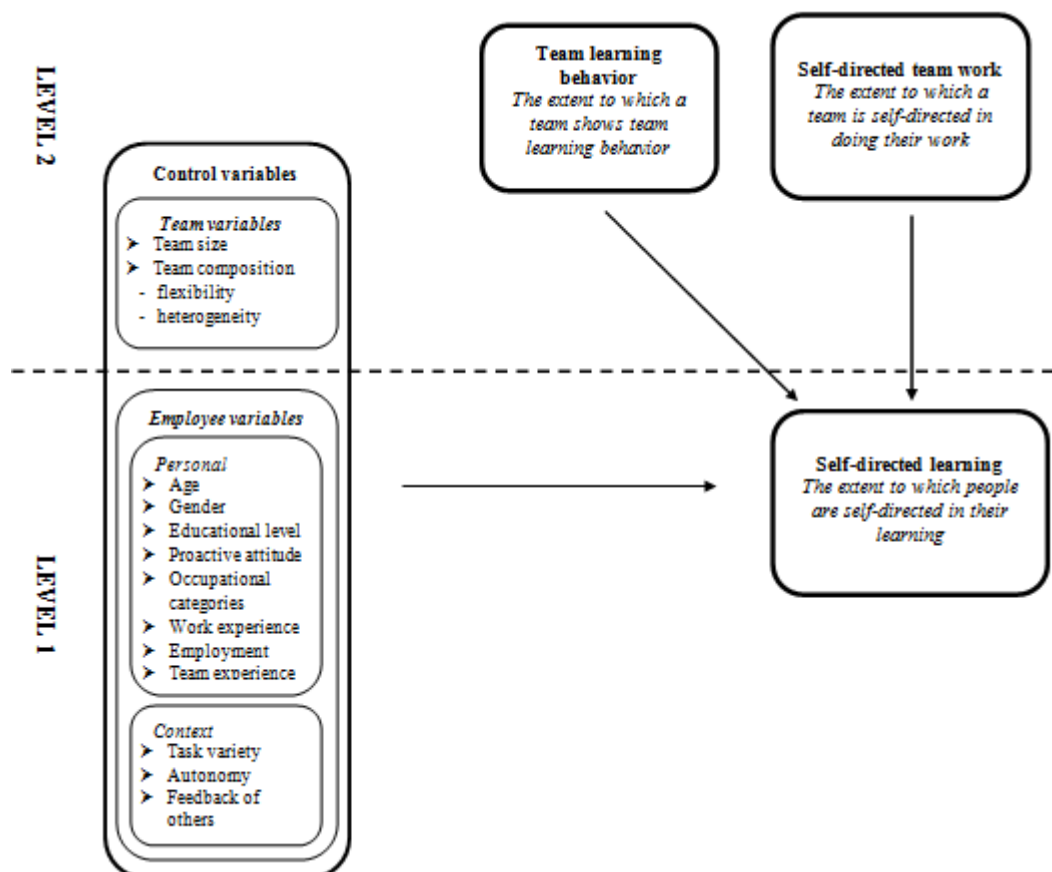 LEVEL 2
Team learning
behavior
The extent to which a
team shows team
learning behavior
Self-directed team work
The extent to which a
team is self-directed in
doing their work
Control variables
Team variables
➤ Team size
➤ Team composition
- flexibility
- heterogeneity
LEVEL 1
Employee variables
Personal
➤ Age
➤ Gender
➤ Educational level
➤ Proactive attitude
➤ Occupational
categories
➤ Work experience
➤ Employment
➤ Team experience
Context
➤ Task variety
➤ Autonomy
➤ Feedback of
others
Self-directed learning
The extent to which people
are self-directed in their
learning